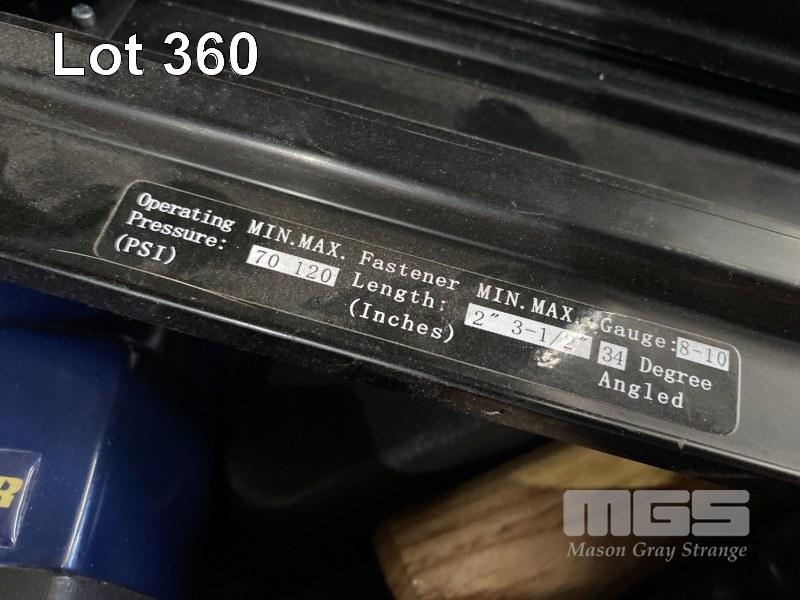 Lot 360
Operating MIN.MAX. Fastener MIN.MAX. Gauge: 8-10
Pressure: 70 120 Length: 2" 3-1/2" 34 Degree
(PSI) (Inches) Angled
R
MGS
Mason Gray Strange